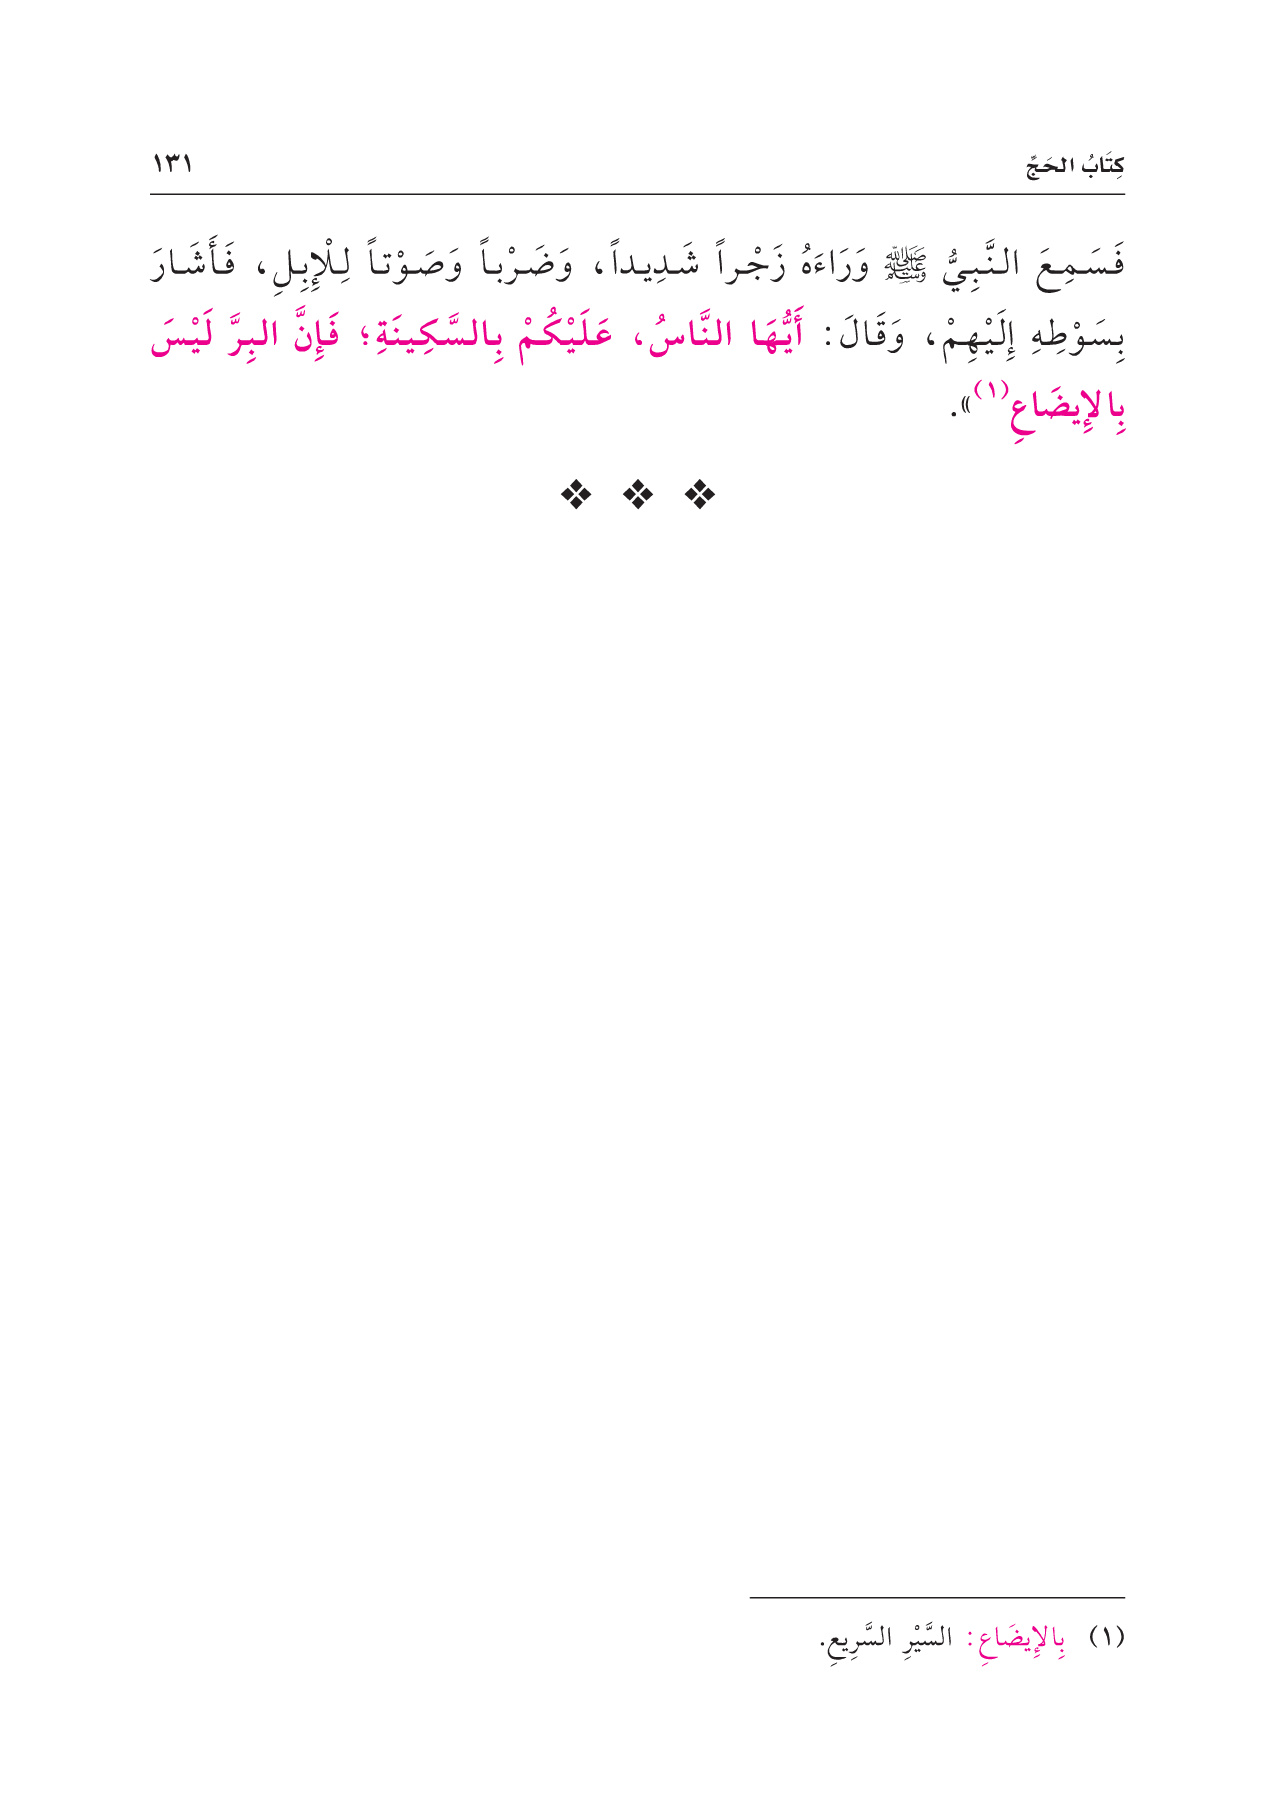 كِتَابُ الحَجِّ ١٣١
فَسَمِعَ النَّبِيُّ ﷺ وَرَاءَهُ زَجْراً شَدِيداً، وَضَرْباً وَصَوْتاً لِلْإِبِلِ، فَأَشَارَ
بِسَوْطِهِ إِلَيْهِمْ، وَقَالَ: أَيُّهَا النَّاسُ، عَلَيْكُمْ بِالسَّكِينَةِ؛ فَإِنَّ البِرَّ لَيْسَ
بِالإِيضَاعِ(١)».
(١) بِالإِيضَاعِ: السَّيْرِ السَّرِيعِ.